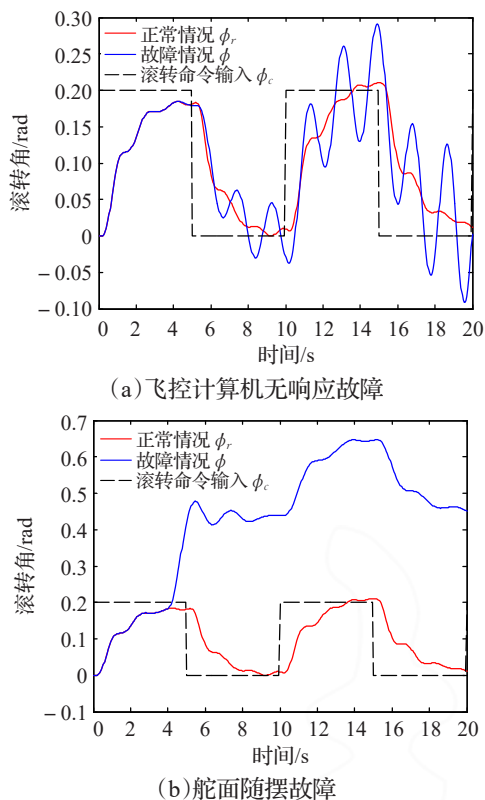 0.30
0.25
0.20
0.15
0.10
0.05
0
−0.05
−0.10
滚转角/rad
正常情况 ϕr
故障情况 ϕ
滚转命令输入 ϕc
0 2 4 6 8 10 12 14 16 18 20
时间/s
(a)飞控计算机无响应故障
0.7
0.6
0.5
0.4
0.3
0.2
0.1
0
−0.1
滚转角/rad
正常情况 ϕr
故障情况 ϕ
滚转命令输入 ϕc
0 2 4 6 8 10 12 14 16 18 20
时间/s
(b)舵面随摆故障